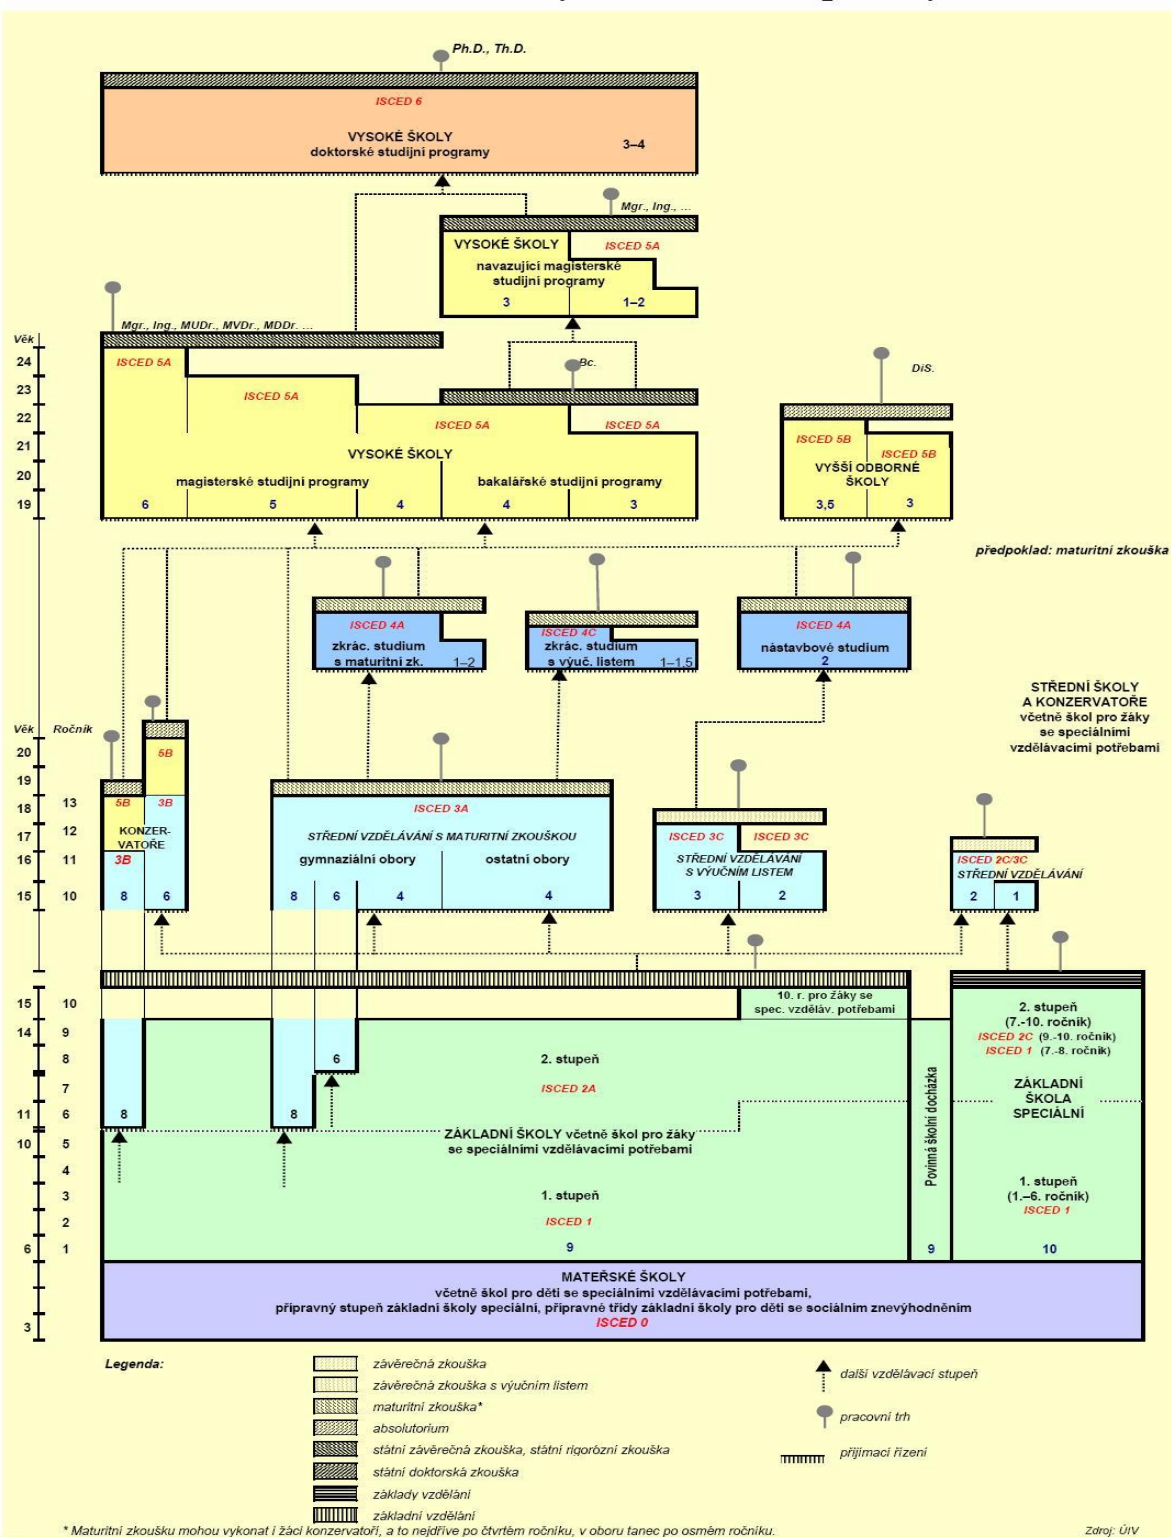 Ph.D., Th.D.
ISCED 6
VYSOKÉ ŠKOLY
doktorské studijní programy
3–4
Mgr., Ing., ...
VYSOKÉ ŠKOLY
ISCED 5A
navazující magisterské
studijní programy
3
1–2
Mgr., Ing., MUDr., MVDr., MDDr. ...
Věk
24
23
22
21
20
19
ISCED 5A
ISCED 5A
ISCED 5A
Bc.
ISCED 5A
VYSOKÉ ŠKOLY
magisterské studijní programy
bakalářské studijní programy
6
5
4
4
3
DiS.
ISCED 5B
ISCED 5B
VYŠŠÍ ODBORNÉ
ŠKOLY
3,5
3
předpoklad: maturitní zkouška
ISCED 4A
zkrác. studium
s maturitní zk.
1–2
ISCED 4C
zkrác. studium
s výuč. listem
1–1,5
ISCED 4A
nástavbové studium
2
STŘEDNÍ ŠKOLY
A KONZERVATOŘE
včetně škol pro žáky
se speciálními
vzdělávacími potřebami
Věk
Ročník
20
19
18
13
17
12
16
11
15
10
5B
5B
3B
KONZER-
VATOŘE
3B
8
6
ISCED 3A
STŘEDNÍ VZDĚLÁVÁNÍ S MATURITNÍ ZKOUŠKOU
gymnaziální obory
ostatní obory
8
6
4
4
ISCED 3C
ISCED 3C
STŘEDNÍ VZDĚLÁVÁNÍ
S VÝUČNÍM LISTEM
3
2
ISCED 2C/3C
STŘEDNÍ VZDĚLÁVÁNÍ
2
1
15
10
14
9
8
7
11
6
10
5
4
3
2
6
1
3
10. r. pro žáky se
spec. vzděláv. potřebami
6
2. stupeň
ISCED 2A
8
8
ZÁKLADNÍ ŠKOLY včetně škol pro žáky
se speciálními vzdělávacími potřebami
1. stupeň
ISCED 1
9
Povinná školní docházka
9
2. stupeň
(7.-10. ročník)
ISCED 2C (9.-10. ročník)
ISCED 1 (7.-8. ročník)
ZÁKLADNÍ
ŠKOLA
SPECIÁLNÍ
1. stupeň
(1.–6. ročník)
ISCED 1
10
MATEŘSKÉ ŠKOLY
včetně škol pro děti se speciálními vzdělávacími potřebami,
přípravný stupeň základní školy speciální, přípravné třídy základní školy pro děti se sociálním znevýhodněním
ISCED 0
Legenda:
závěrečná zkouška
závěrečná zkouška s výučním listem
maturitní zkouška*
absolutorium
státní závěrečná zkouška, státní rigorózní zkouška
státní doktorská zkouška
základy vzdělání
základní vzdělání
další vzdělávací stupeň
pracovní trh
přijímací řízení
* Maturitní zkoušku mohou vykonat i žáci konzervatoří, a to nejdříve po čtvrtém ročníku, v oboru tanec po osmém ročníku.
Zdroj: ÚIV